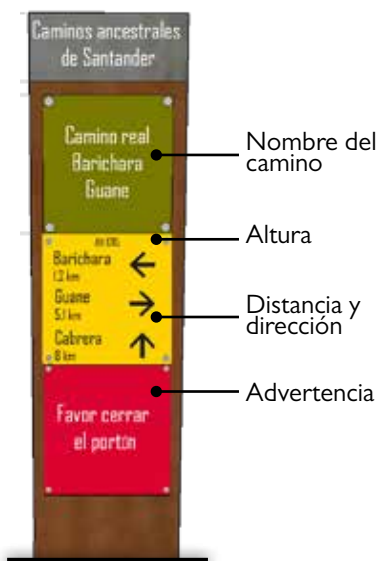 Caminos ancestrales
de Santander
Camino real
Barichara
Guane
Nombre del
camino
Altura
Barichara
1.2 km
Guane
5.1 km
Cabrera
8 km
Distancia y
dirección
Advertencia
Favor cerrar
el portón